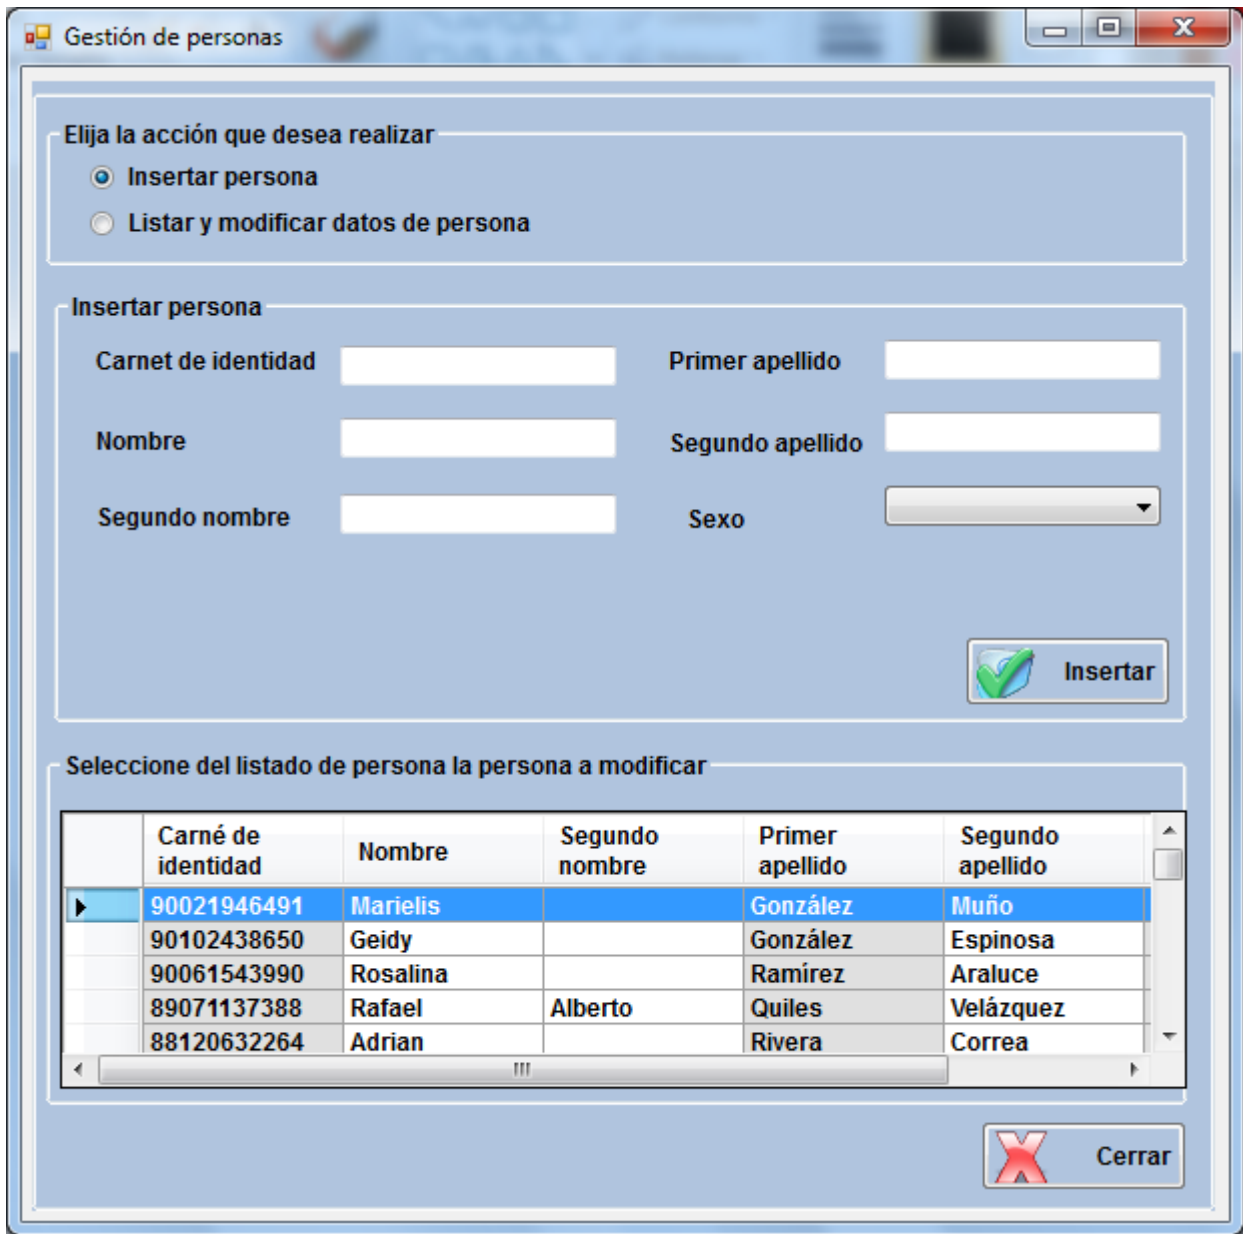 Gestión de personas
Elija la acción que desea realizar
Insertar persona
Listar y modificar datos de persona
Insertar persona
Carnet de identidad
Primer apellido
Nombre
Segundo apellido
Segundo nombre
Sexo
Insertar
Seleccione del listado de persona la persona a modificar
Carné de identidad Nombre Segundo nombre Primer apellido Segundo apellido
90021946491 Marielis González Muño
90102438650 Geidy González Espinosa
90061543990 Rosalina Ramírez Araluce
89071137388 Rafael Alberto Quiles Velázquez
88120632264 Adrian Rivera Correa
Cerrar